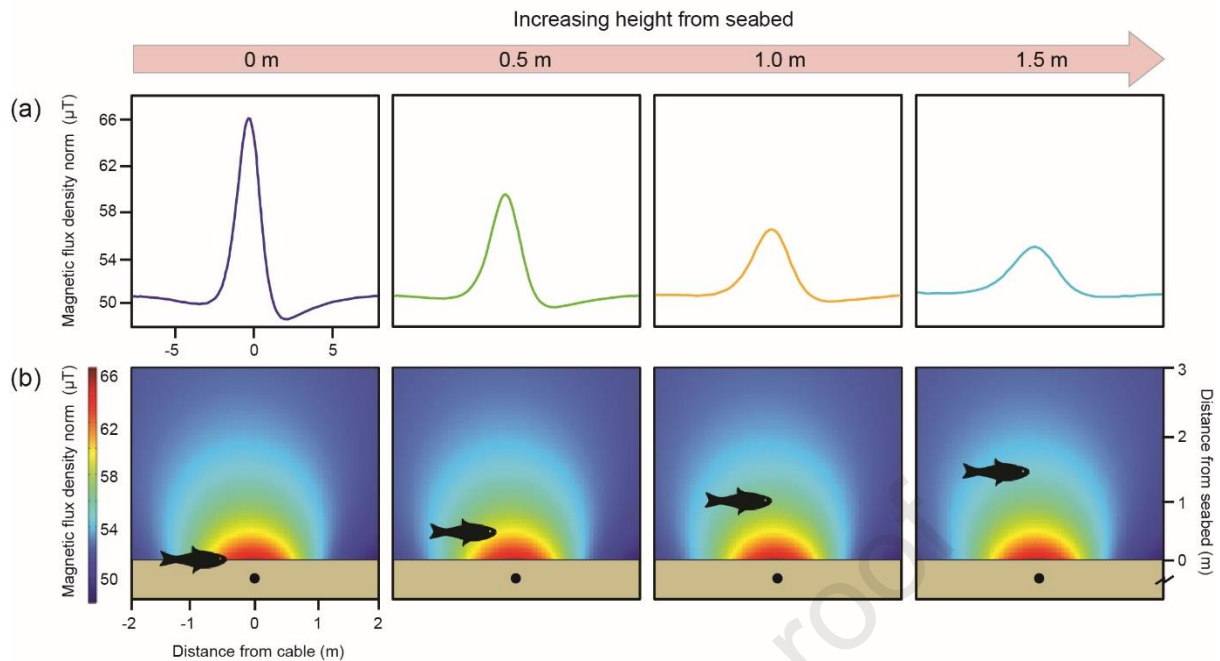 Increasing height from seabed
0 m 0.5 m 1.0 m 1.5 m
(a)
Magnetic flux density norm (µT)
66
62
58
54
50
-5 0 5
(b)
Magnetic flux density norm (µT)
66
62
58
54
50
3
2
1
0
Distance from seabed (m)
-2 -1 0 1 2
Distance from cable (m)
roof